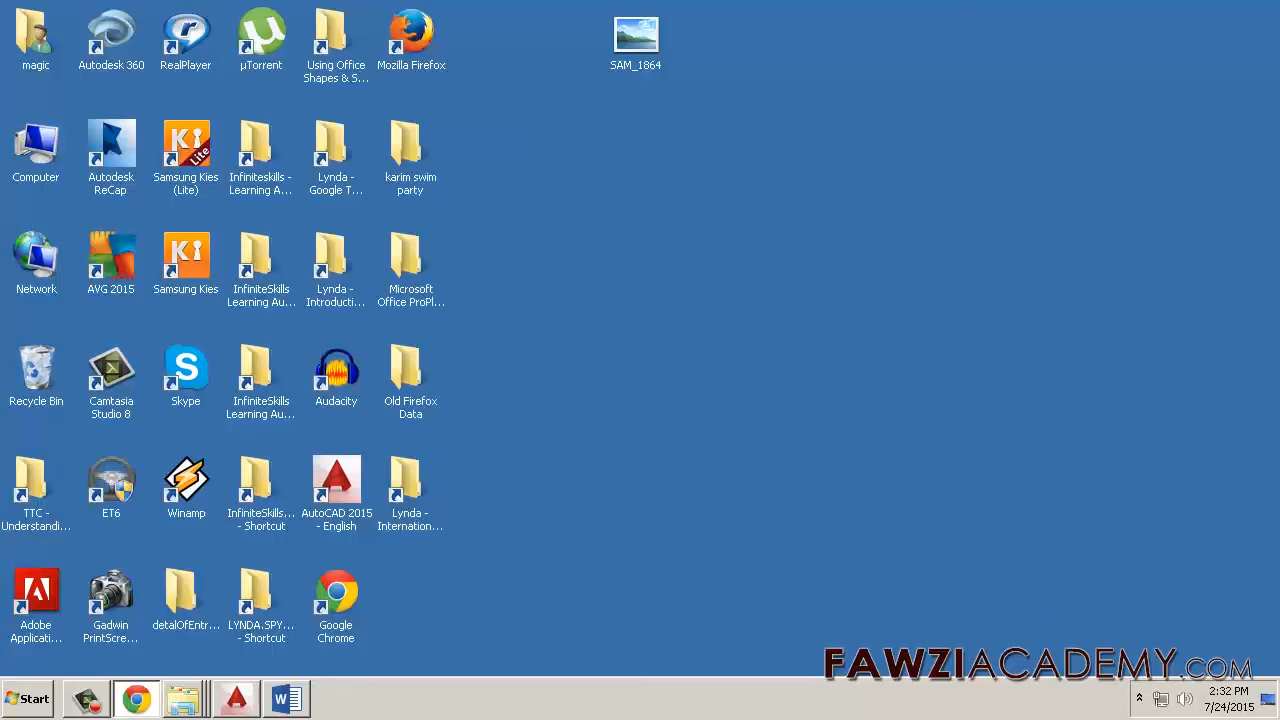 magic
Autodesk 360
RealPlayer
µTorrent
Using Office
Shapes & S...
Mozilla Firefox
SAM_1864
Computer
Autodesk
ReCap
Ki
Lite
Samsung Kies
(Lite)
Infiniteskills -
Learning A...
Lynda -
Google T...
karim swim
party
Network
AVG 2015
Ki
Samsung Kies
InfiniteSkills
Learning Au...
Lynda -
Introducti...
Microsoft
Office ProPl...
Recycle Bin
Camtasia
Studio 8
Skype
InfiniteSkills
Learning Au...
Audacity
Old Firefox
Data
TTC -
Understandi...
ET6
Winamp
InfiniteSkills...
- Shortcut
AutoCAD 2015
- English
Lynda -
Internation...
Adobe
Applicati...
Gadwin
PrintScre...
detalOfEntr...
LYNDA.SPY...
- Shortcut
Google
Chrome
FAWZIACADEMY.COM
Start
2:32 PM
7/24/2015